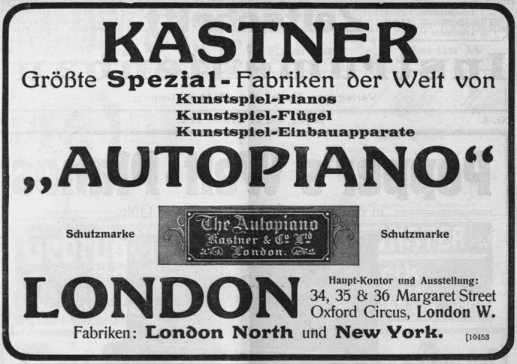 KASTNER
Größte Spezial-Fabriken der Welt von
Kunstspiel-Pianos
Kunstspiel-Flügel
Kunstspiel-Einbauapparate
„AUTOPIANO“
Schutzmarke
The Autopiano
Kastner & Co Ltd
London.
Schutzmarke
LONDON
Haupt-Kontor und Ausstellung:
34, 35 & 36 Margaret Street
Oxford Circus, London W.
Fabriken: London North und New York.
[10453